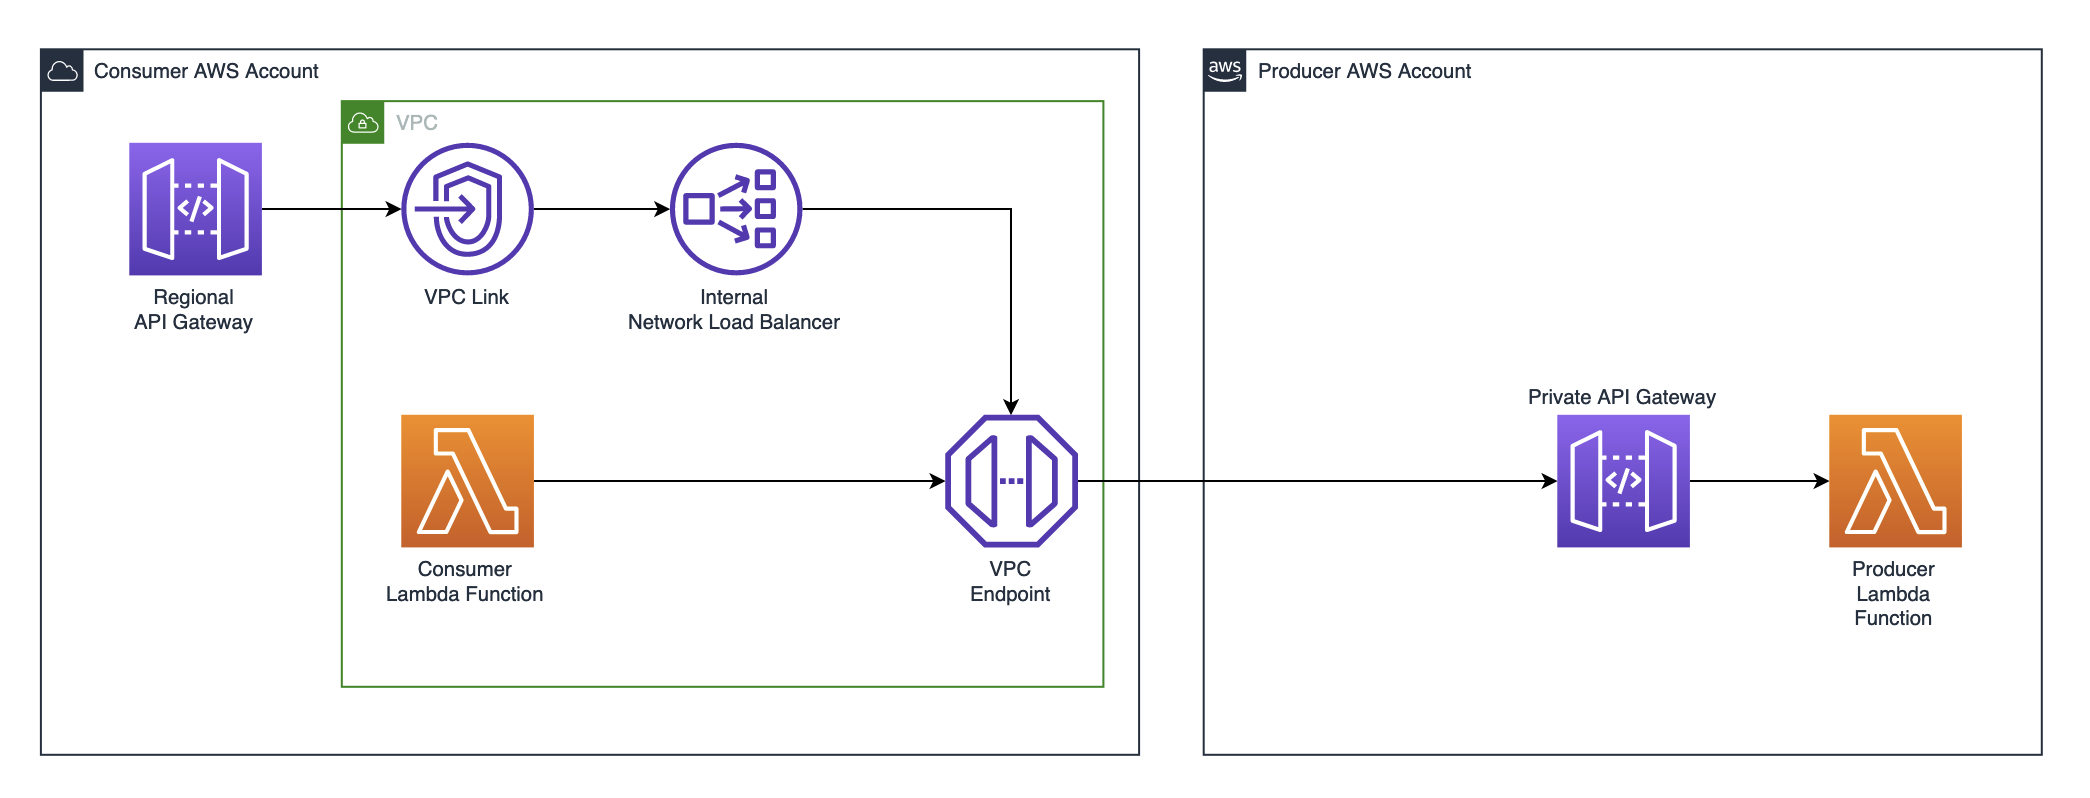 Consumer AWS Account
aws
Producer AWS Account
VPC
Regional
API Gateway
VPC Link
Internal
Network Load Balancer
Private API Gateway
Consumer
Lambda Function
VPC
Endpoint
Producer
Lambda
Function